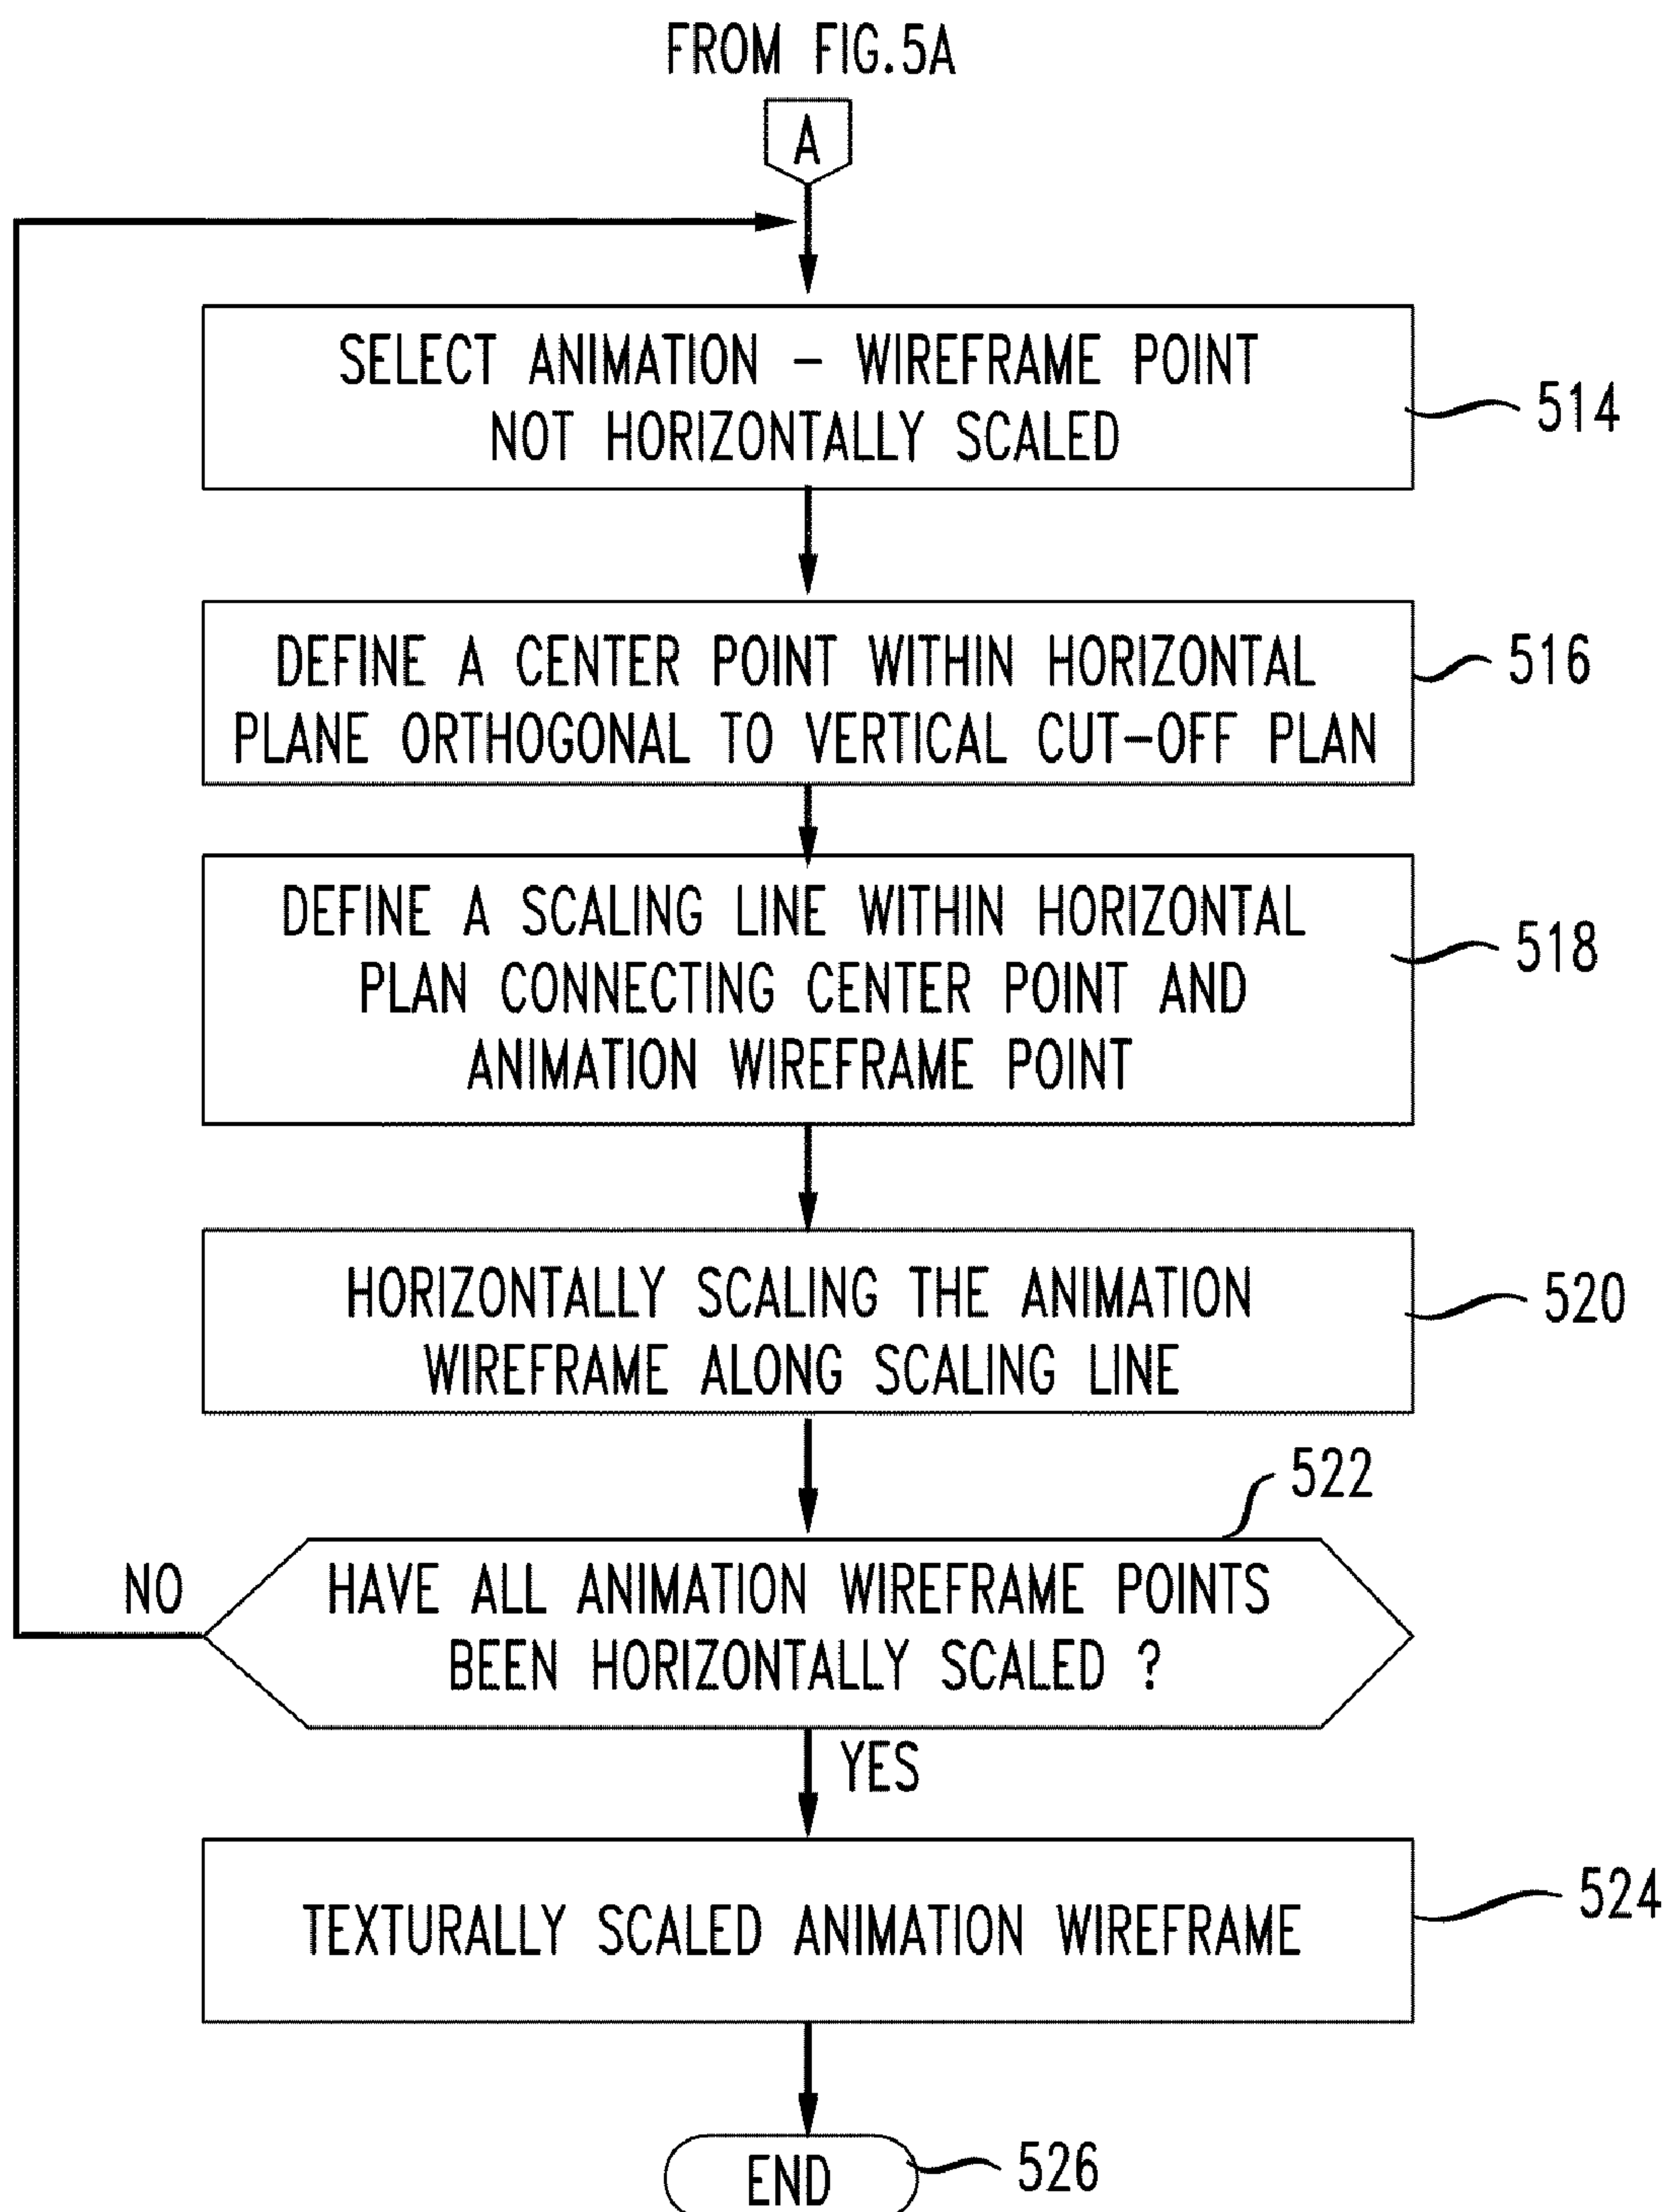 FROM FIG.5A
A
SELECT ANIMATION - WIREFRAME POINT
NOT HORIZONTALLY SCALED
514
DEFINE A CENTER POINT WITHIN HORIZONTAL
PLANE ORTHOGONAL TO VERTICAL CUT-OFF PLAN
516
DEFINE A SCALING LINE WITHIN HORIZONTAL
PLAN CONNECTING CENTER POINT AND
ANIMATION WIREFRAME POINT
518
HORIZONTALLY SCALING THE ANIMATION
WIREFRAME ALONG SCALING LINE
520
522
NO
HAVE ALL ANIMATION WIREFRAME POINTS
BEEN HORIZONTALLY SCALED ?
YES
TEXTURALLY SCALED ANIMATION WIREFRAME
524
END
526